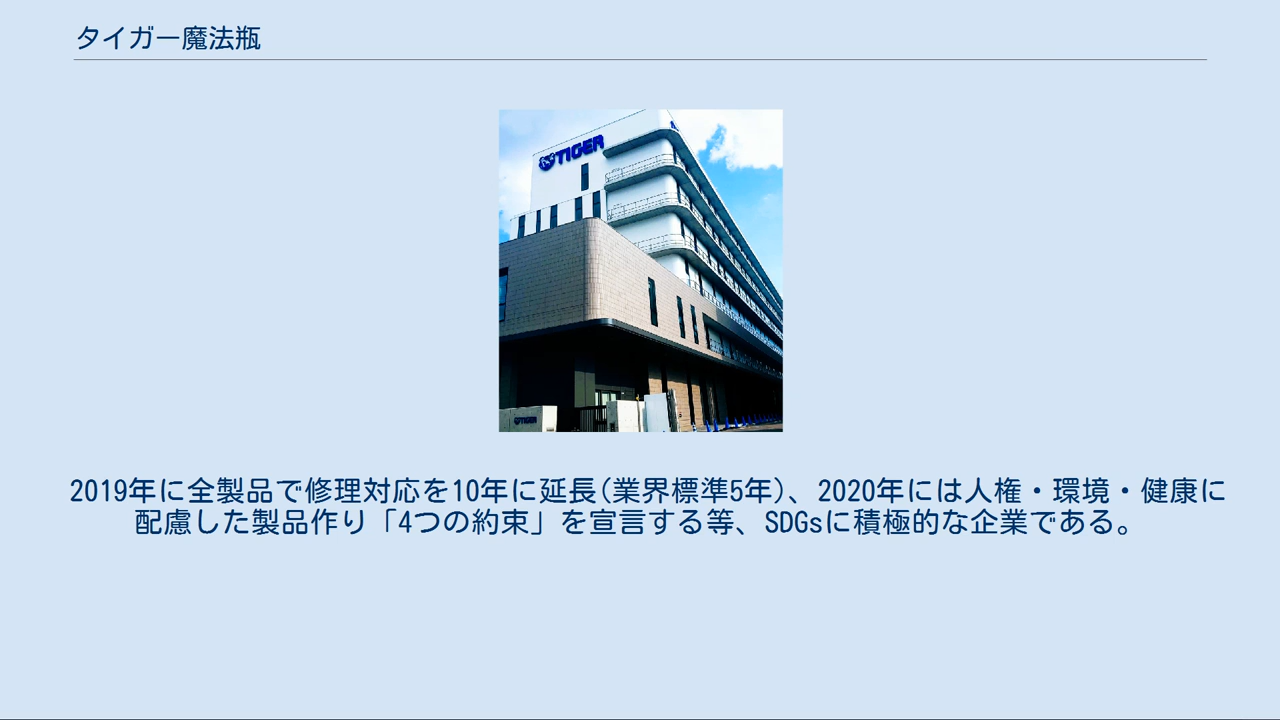 タイガー魔法瓶
TIGER
TIGER
2019年に全製品で修理対応を10年に延長(業界標準5年)、2020年には人権・環境・健康に
配慮した製品作り「4つの約束」を宣言する等、SDGsに積極的な企業である。